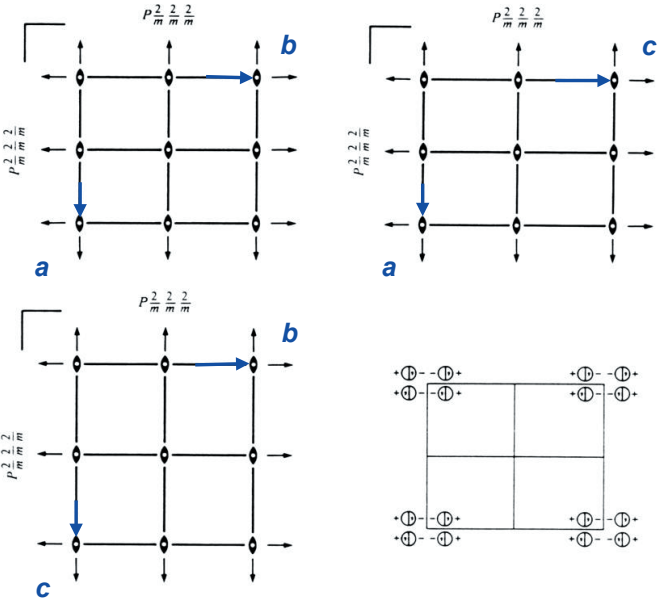 P 2/m 2/m 2/m
b
P 2/m 2/m 2/m
a
P 2/m 2/m 2/m
c
P 2/m 2/m 2/m
a
P 2/m 2/m 2/m
b
P 2/m 2/m 2/m
c
+ - - +
+ - - +
+ - - +
+ - - +
+ - - +
+ - - +
+ - - +
+ - - +